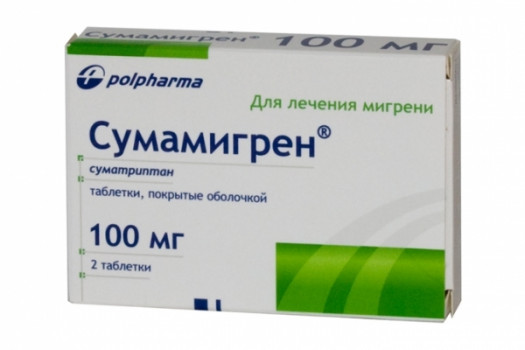 Сумамигрен® 100 мг
polpharma
Для лечения мигрени
Сумамигрен®
суматриптан
таблетки, покрытые оболочкой
100 мг
2 таблетки